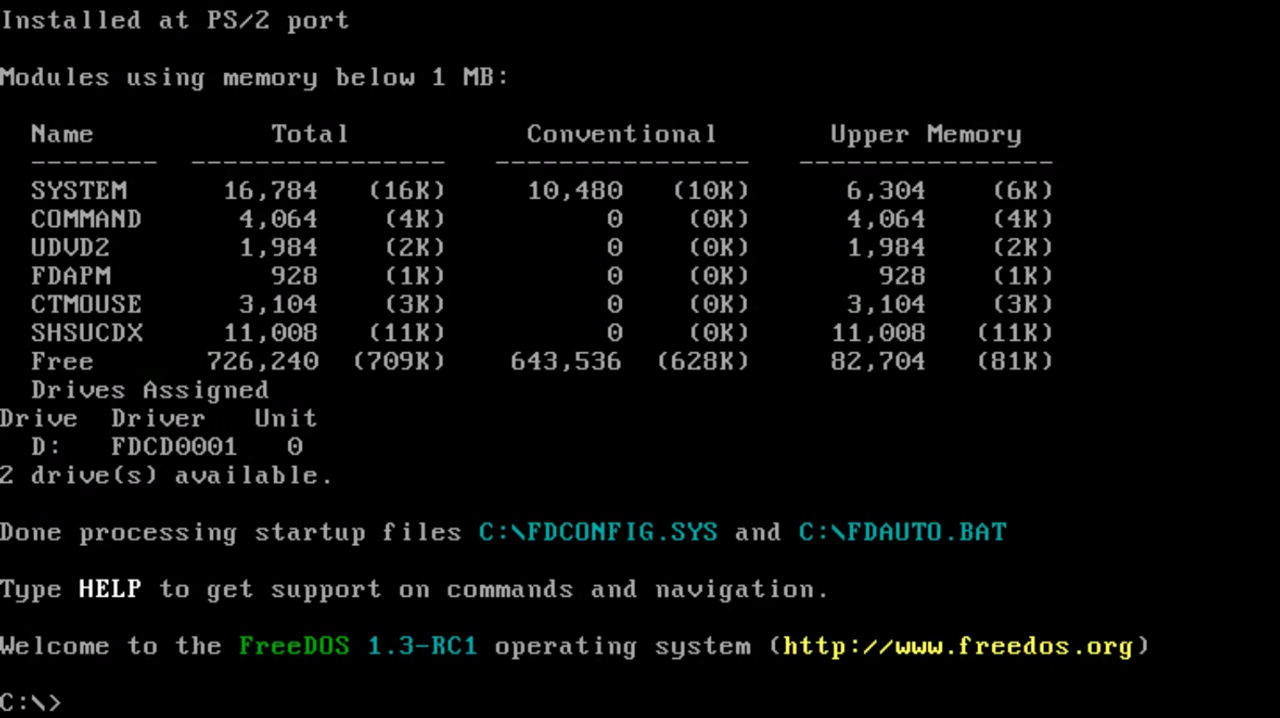 Installed at PS/2 port
Modules using memory below 1 MB:
Name Total Conventional Upper Memory
-------- ---------------- ---------------- ----------------
SYSTEM 16,784 (16K) 10,480 (10K) 6,304 (6K)
COMMAND 4,064 (4K) 0 (0K) 4,064 (4K)
UDVD2 1,984 (2K) 0 (0K) 1,984 (2K)
FDAPM 928 (1K) 0 (0K) 928 (1K)
CTMOUSE 3,104 (3K) 0 (0K) 3,104 (3K)
SHSUCDX 11,008 (11K) 0 (0K) 11,008 (11K)
Free 726,240 (709K) 643,536 (628K) 82,704 (81K)
Drives Assigned
Drive Driver Unit
D: FDCD0001 0
2 drive(s) available.
Done processing startup files C:\FDCONFIG.SYS and C:\FDAUTO.BAT
Type HELP to get support on commands and navigation.
Welcome to the FreeDOS 1.3-RC1 operating system (http://www.freedos.org)
C:\>